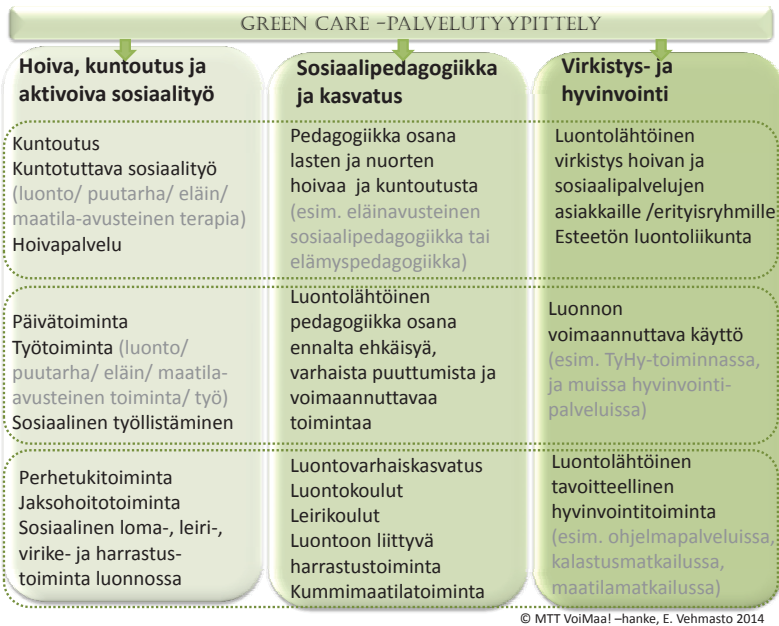 GREEN CARE –PALVELUTYYPITTELY
Hoiva, kuntoutus ja
aktivoiva sosiaalityö
Kuntoutus
Kuntotuttava sosiaalityö
(luonto/ puutarha/ eläin/
maatila-avusteinen terapia)
Hoivapalvelu
Päivätoiminta
Työtoiminta (luonto/
puutarha/ eläin/ maatila-
avusteinen toiminta/ työ)
Sosiaalinen työllistäminen
Perhetukitoiminta
Jaksohoitotoiminta
Sosiaalinen loma-, leiri-,
virike- ja harrastus-
toiminta luonnossa
Sosiaalipedagogiikka
ja kasvatus
Pedagogiikka osana
lasten ja nuorten
hoivaa ja kuntoutusta
(esim. eläinavusteinen
sosiaalipedagogiikka tai
elämyspedagogiikka)
Luontolähtöinen
pedagogiikka osana
ennalta ehkäisyä,
varhaista puuttumista ja
voimaannuttavaa
toimintaa
Luontovarhaiskasvatus
Luontokoulut
Leirikoulut
Luontoon liittyvä
harrastustoiminta
Kummimaatilatoiminta
Virkistys- ja
hyvinvointi
Luontolähtöinen
virkistys hoivan ja
sosiaalipalvelujen
asiakkaille /erityisryhmille
Esteetön luontoliikunta
Luonnon
voimaannuttava käyttö
(esim. TyHy-toiminnassa,
ja muissa hyvinvointi-
palveluissa)
Luontolähtöinen
tavoitteellinen
hyvinvointitoiminta
(esim. ohjelmapalveluissa,
kalastusmatkailussa,
maatilamatkailussa)
© MTT VoiMaa! –hanke, E. Vehmasto 2014